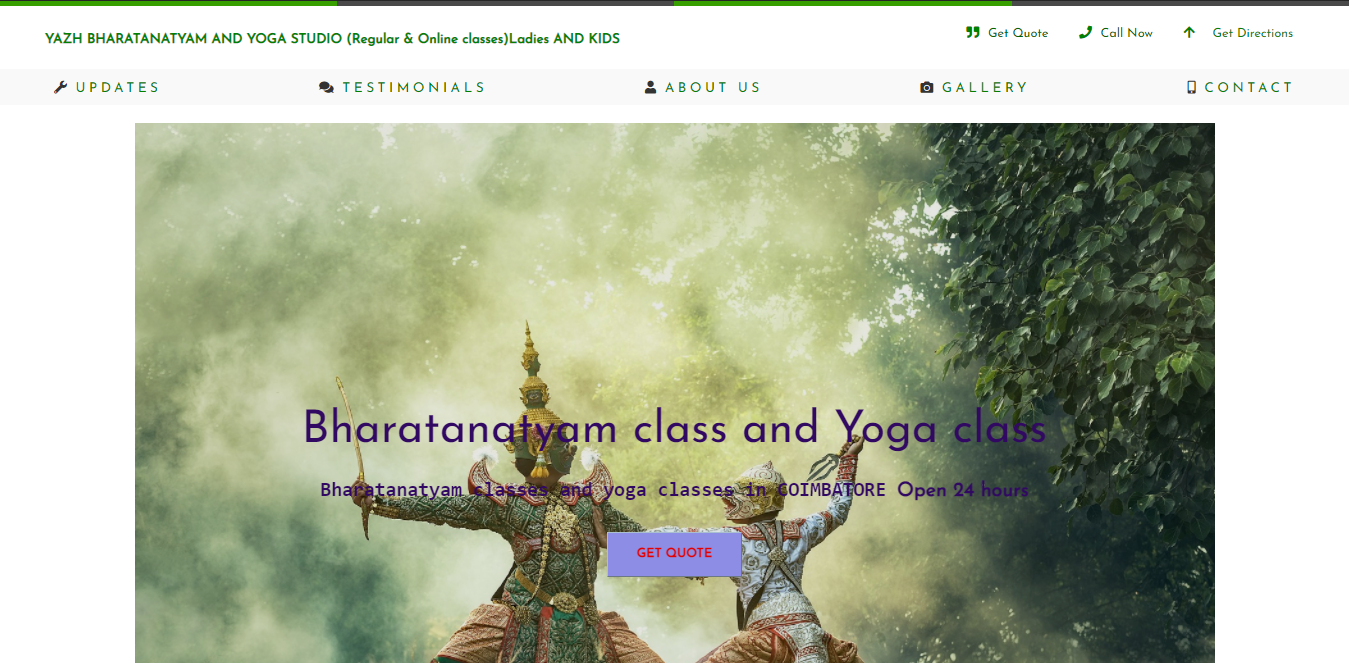 YAZH BHARATANATYAM AND YOGA STUDIO (Regular & Online classes)Ladies AND KIDS
Get Quote Call Now Get Directions
UPDATES TESTIMONIALS ABOUT US GALLERY CONTACT
Bharatanatyam class and Yoga class
Bharatanatyam classes and yoga classes in COIMBATORE Open 24 hours
GET QUOTE